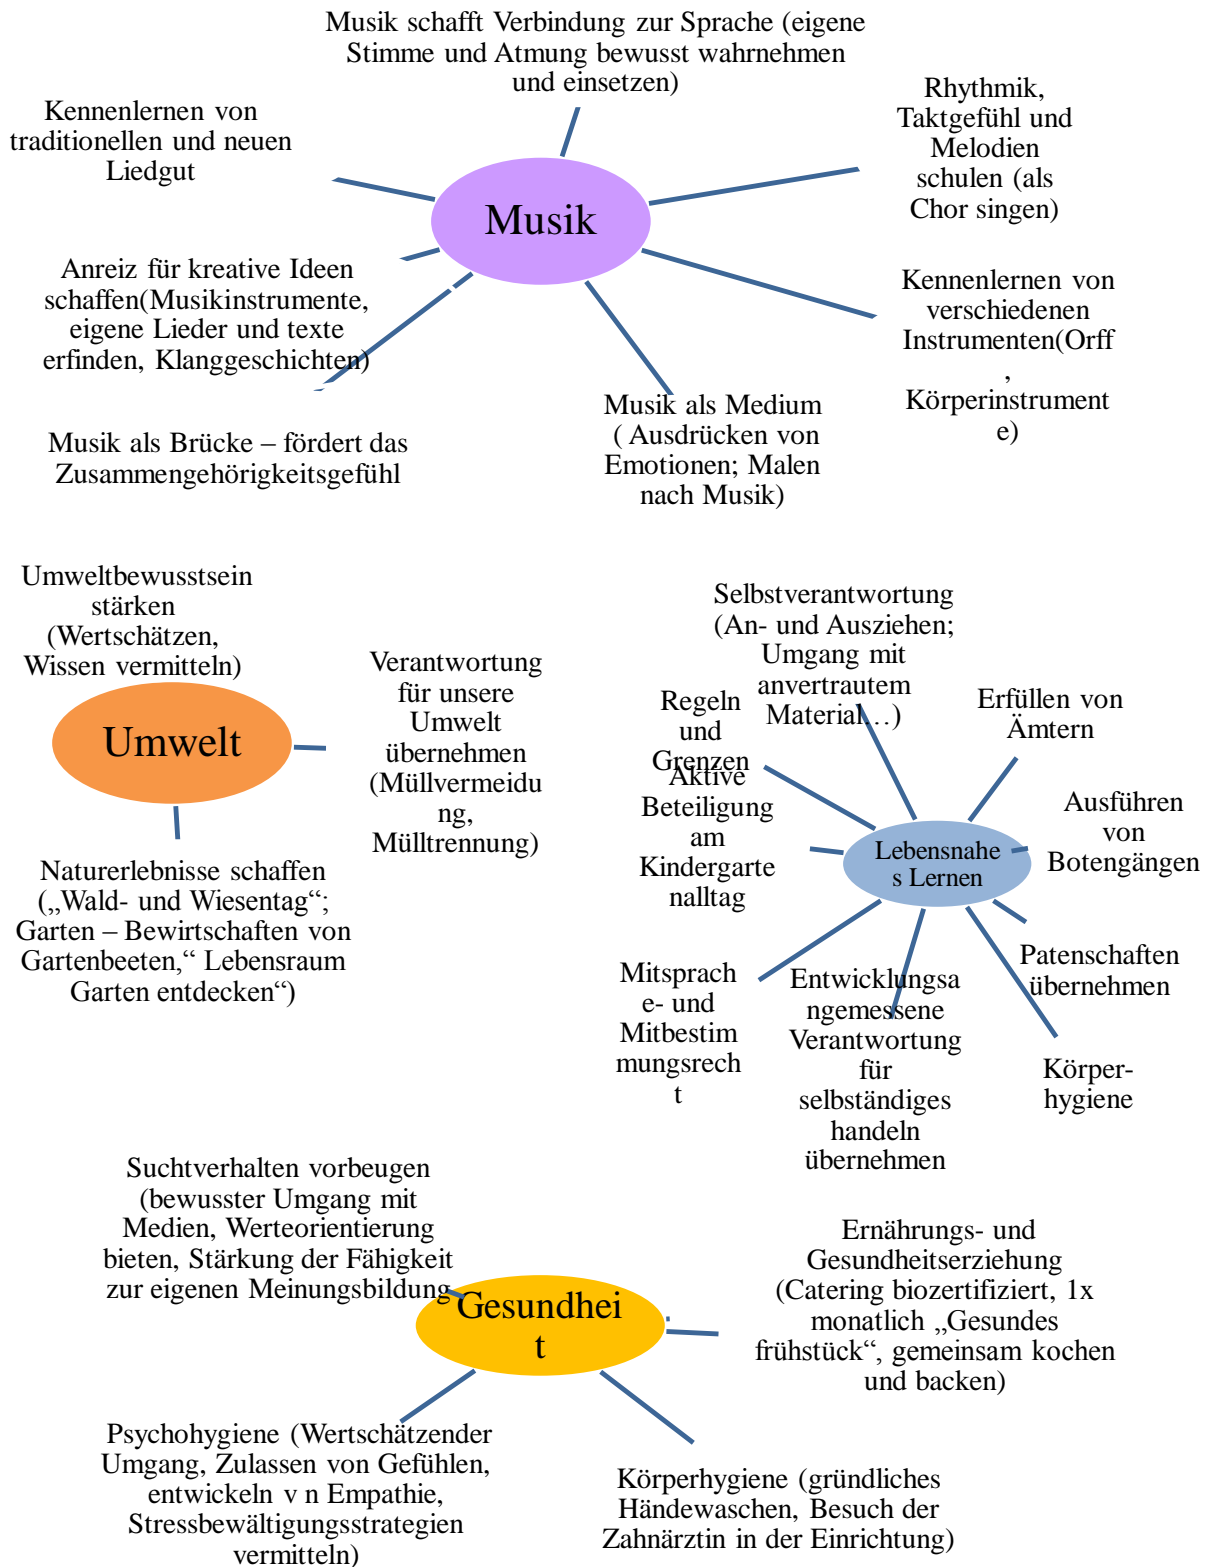 Musik schafft Verbindung zur Sprache (eigene
Stimme und Atmung bewusst wahrnehmen
und einsetzen)
Kennenlernen von
traditionellen und neuen
Liedgut
Rhythmik,
Taktgefühl und
Melodien
schulen (als
Chor singen)
Musik
Anreiz für kreative Ideen
schaffen(Musikinstrumente,
eigene Lieder und texte
erfinden, Klanggeschichten)
Kennenlernen von
verschiedenen
Instrumenten(Orff
,
Körperinstrument
e)
Musik als Brücke – fördert das
Zusammengehörigkeitsgefühl
Musik als Medium
( Ausdrücken von
Emotionen; Malen
nach Musik)
Umweltbewusstsein
stärken
(Wertschätzen,
Wissen vermitteln)
Umwelt
Verantwortung
für unsere
Umwelt
übernehmen
(Müllvermeidu
ng,
Mülltrennung)
Naturerlebnisse schaffen
(„Wald- und Wiesentag“;
Garten – Bewirtschaften von
Gartenbeeten,“ Lebensraum
Garten entdecken“)
Selbstverantwortung
(An- und Ausziehen;
Umgang mit
anvertrautem
Material…)
Regeln
und
Grenzen
Erfüllen von
Ämtern
Aktive
Beteiligung
am
Kindergarte
nalltag
Lebensnahe
s Lernen
Ausführen
von
Botengängen
Mitsprach
e- und
Mitbestim
mungsrech
t
Entwicklungsa
ngemessene
Verantwortung
für
selbständiges
handeln
übernehmen
Patenschaften
übernehmen
Körper-
hygiene
Suchtverhalten vorbeugen
(bewusster Umgang mit
Medien, Werteorientierung
bieten, Stärkung der Fähigkeit
zur eigenen Meinungsbildung
Gesundhei
t
Ernährungs- und
Gesundheitserziehung
(Catering biozertifiziert, 1x
monatlich „Gesundes
frühstück“, gemeinsam kochen
und backen)
Psychohygiene (Wertschätzender
Umgang, Zulassen von Gefühlen,
entwickeln v n Empathie,
Stressbewältigungsstrategien
vermitteln)
Körperhygiene (gründliches
Händewaschen, Besuch der
Zahnärztin in der Einrichtung)